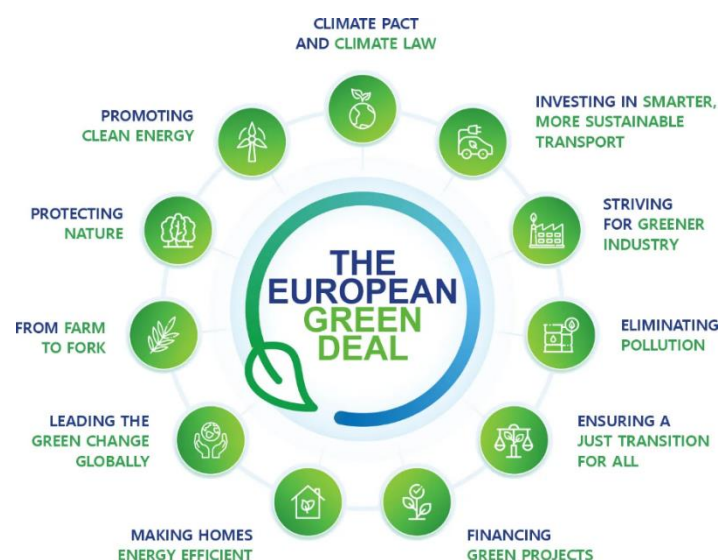 CLIMATE PACT
AND CLIMATE LAW
INVESTING IN SMARTER,
MORE SUSTAINABLE
TRANSPORT
STRIVING
FOR GREENER
INDUSTRY
ELIMINATING
POLLUTION
ENSURING A
JUST TRANSITION
FOR ALL
FINANCING
GREEN PROJECTS
MAKING HOMES
ENERGY EFFICIENT
LEADING THE
GREEN CHANGE
GLOBALLY
FROM FARM
TO FORK
PROTECTING
NATURE
PROMOTING
CLEAN ENERGY
THE
EUROPEAN
GREEN
DEAL